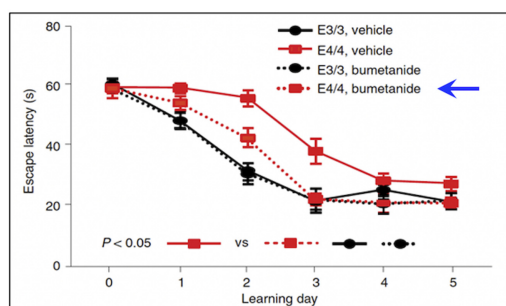 80
60
40
20
0
Escape latency (s)
E3/3, vehicle
E4/4, vehicle
E3/3, bumetanide
E4/4, bumetanide
P < 0.05
vs
0 1 2 3 4 5
Learning day